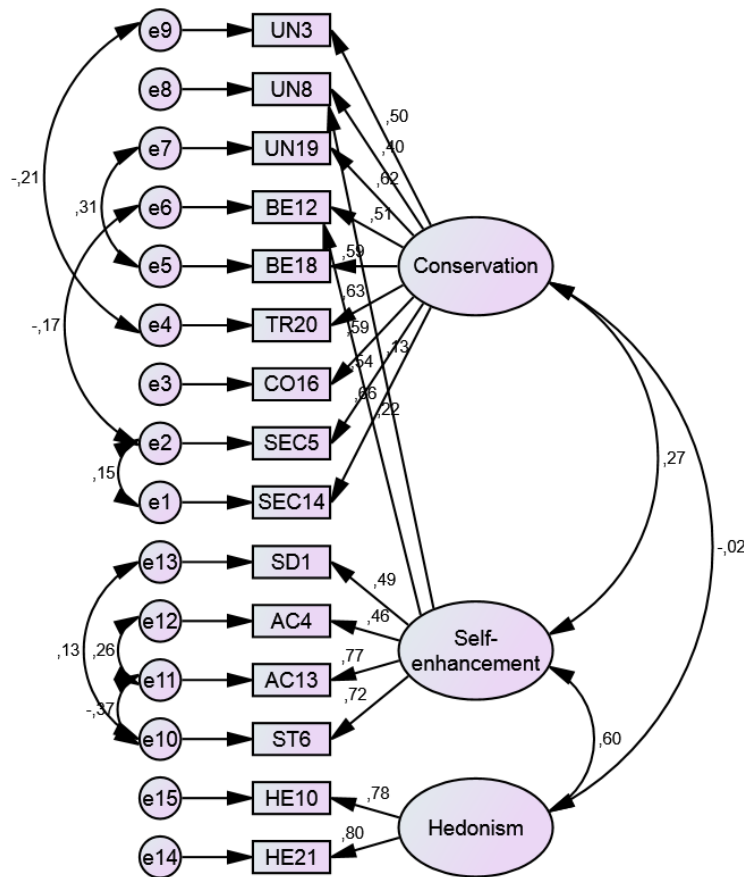 e9 UN3
e8 UN8
,50
e7 UN19
,40
-,21
,62
,31
e6 BE12
,51
e5 BE18
,59
Conservation
,63
-,17
e4 TR20
,59
,13
,54
e3 CO16
,66
,22
e2 SEC5
,27
,15
e1 SEC14
-,02
e13 SD1
,49
e12 AC4
,46
Self-
,13
,26
enhancement
e11 AC13
,77
-,37
,72
e10 ST6
,60
e15 HE10
,78
Hedonism
,80
e14 HE21